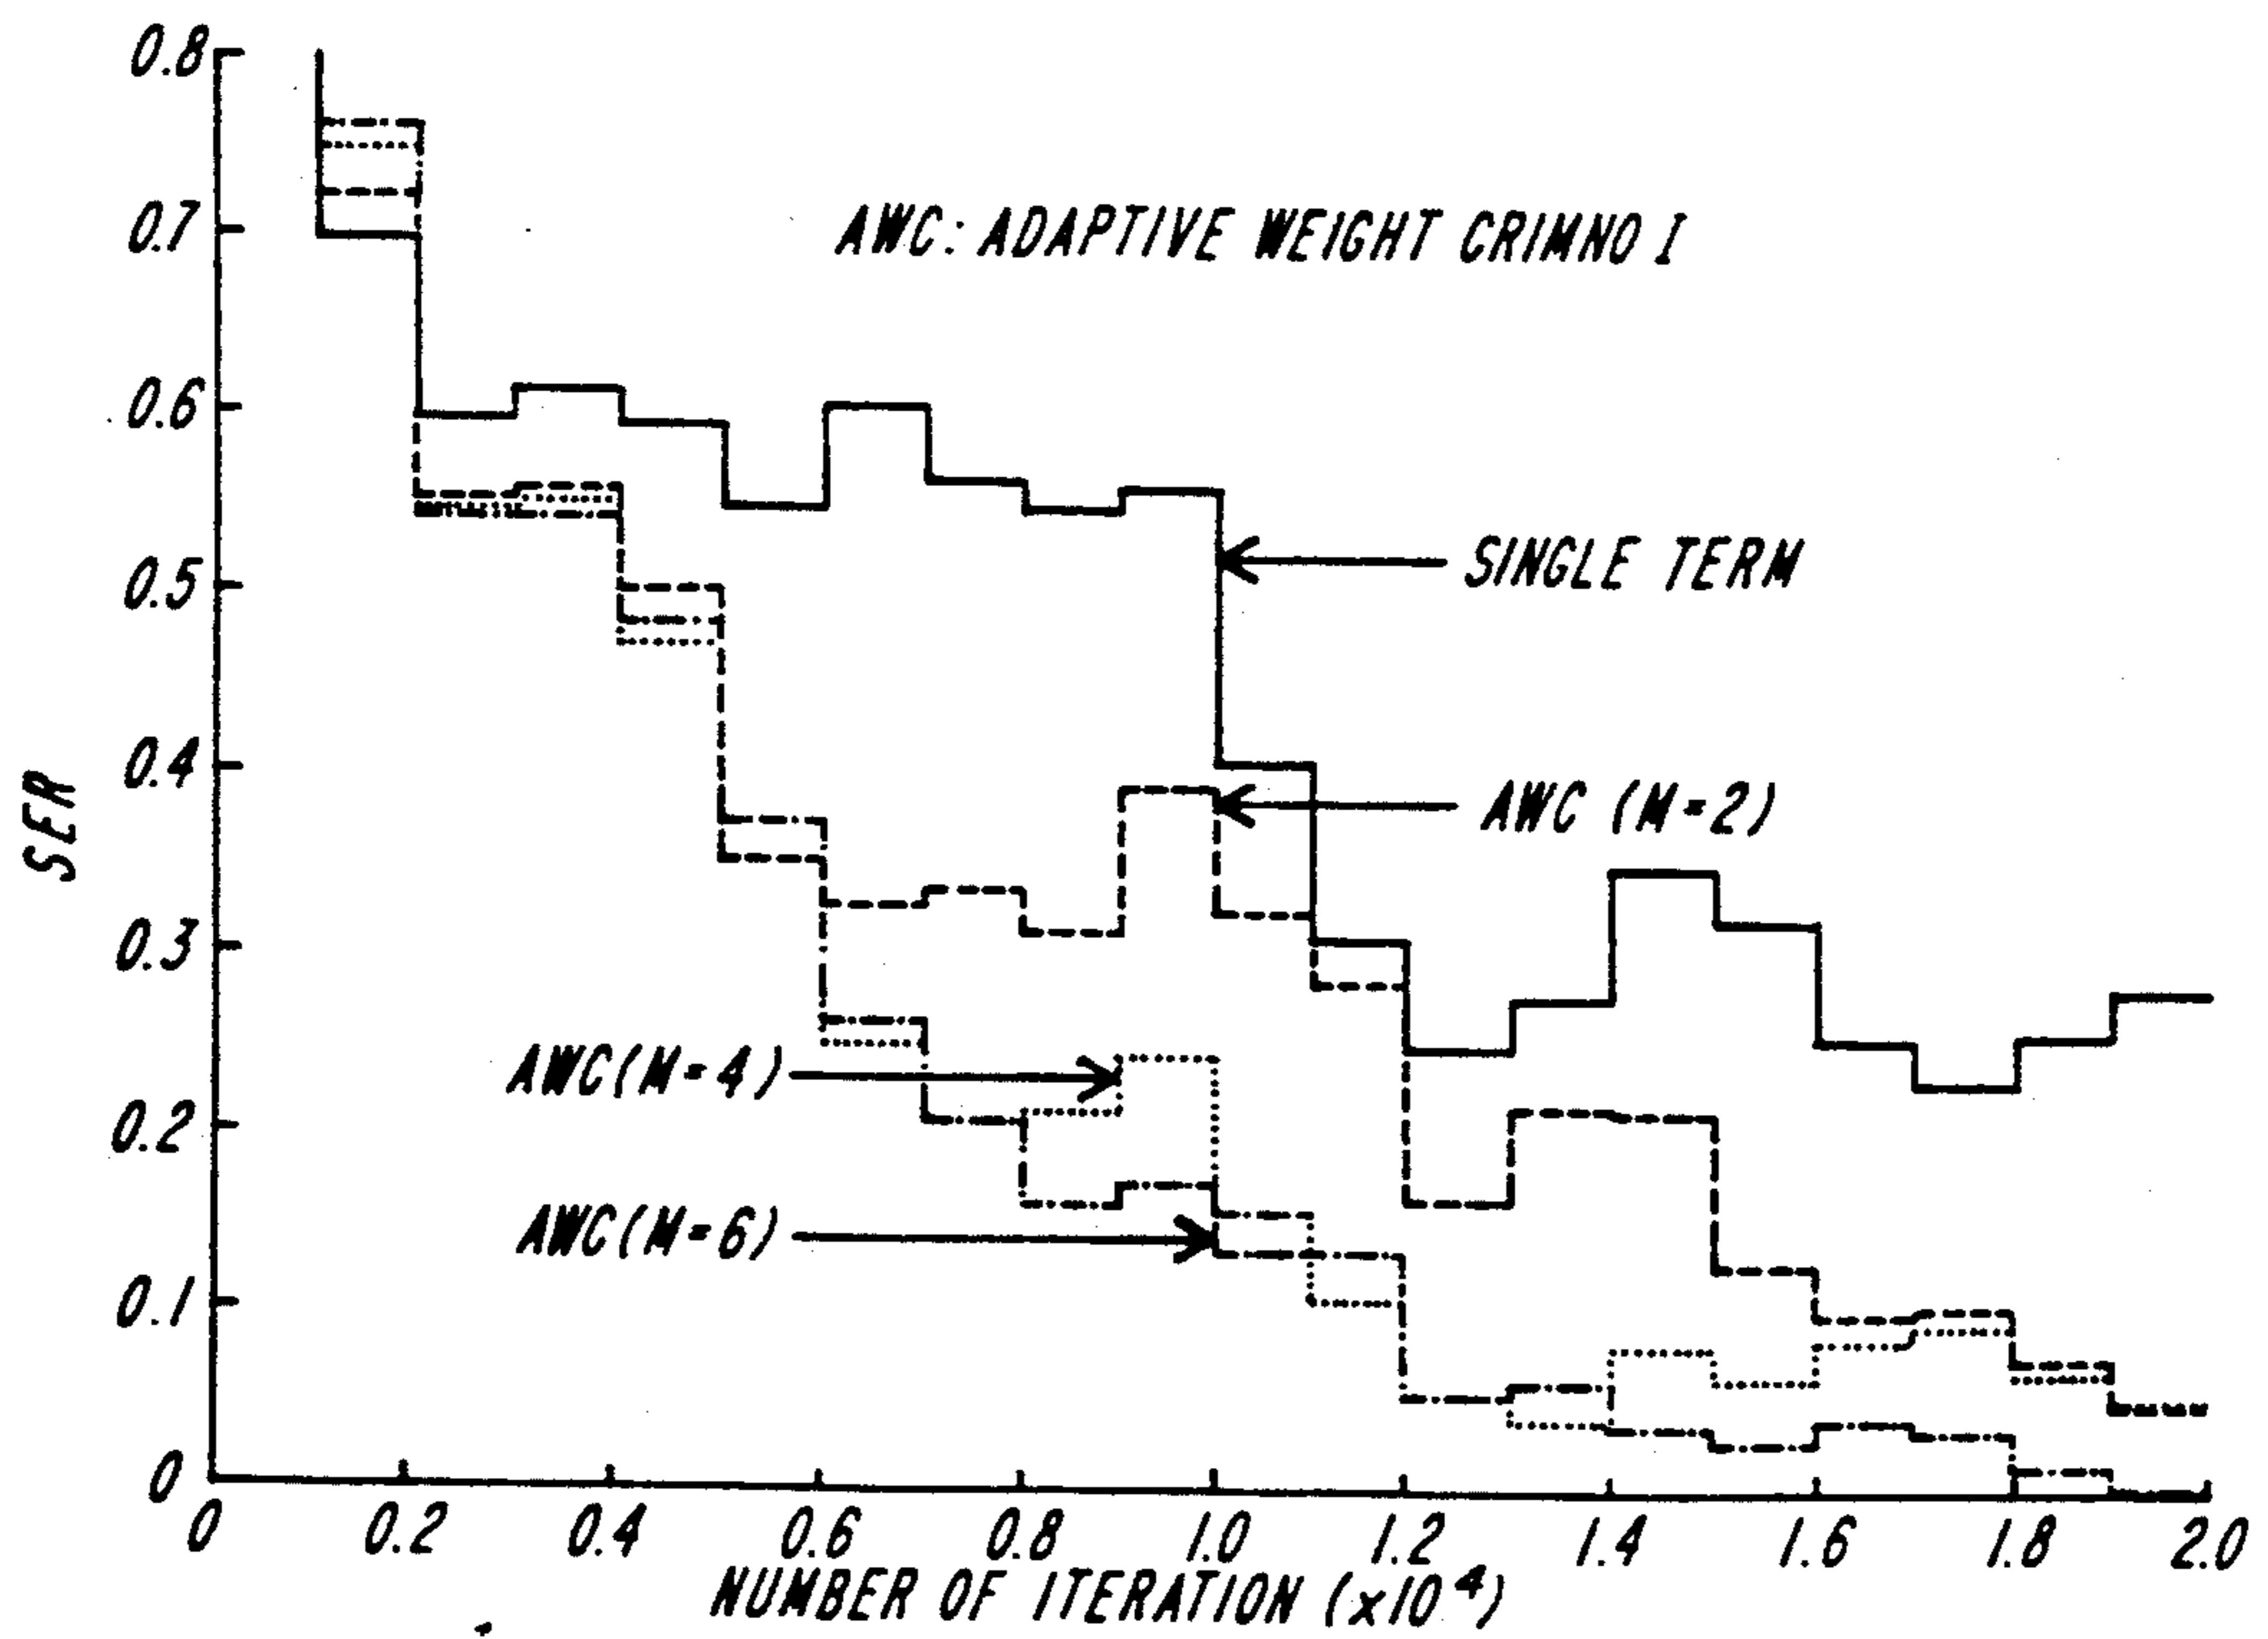 0.8
0.7
AWC: ADAPTIVE WEIGHT CRIMNO I
0.6
0.5
SINGLE TERM
0.4
SER
AWC (M=2)
0.3
AWC(M=4)
0.2
AWC(M=6)
0.1
0
0 0.2 0.4 0.6 0.8 1.0 1.2 1.4 1.6 1.8 2.0
NUMBER OF ITERATION (x10⁴)